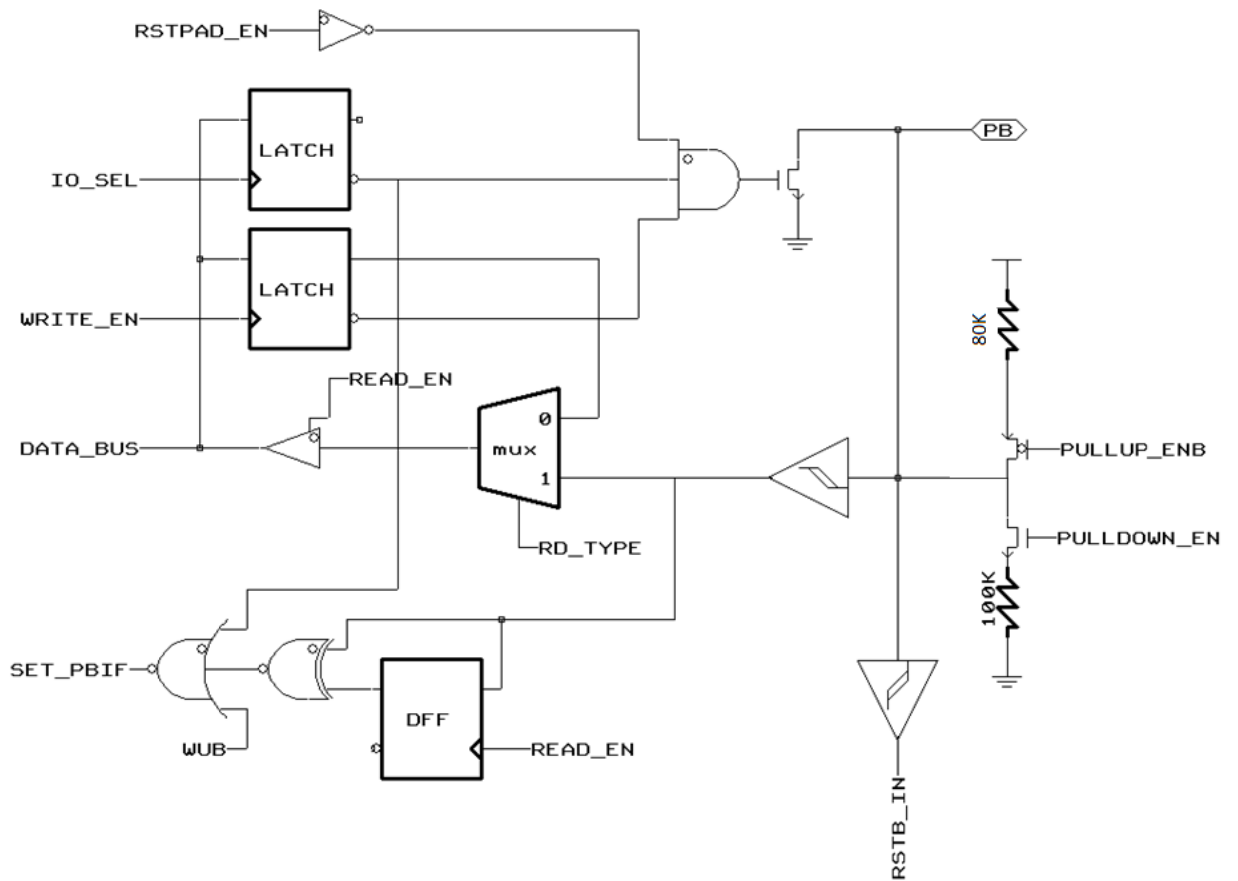 RSTPAD_EN
LATCH
PB
IO_SEL
LATCH
WRITE_EN
80K
READ_EN
0
DATA_BUS
mux
PULLUP_ENB
1
RD_TYPE
PULLDOWN_EN
100K
SET_PBIF
DFF
WUB
READ_EN
RSTB_IN